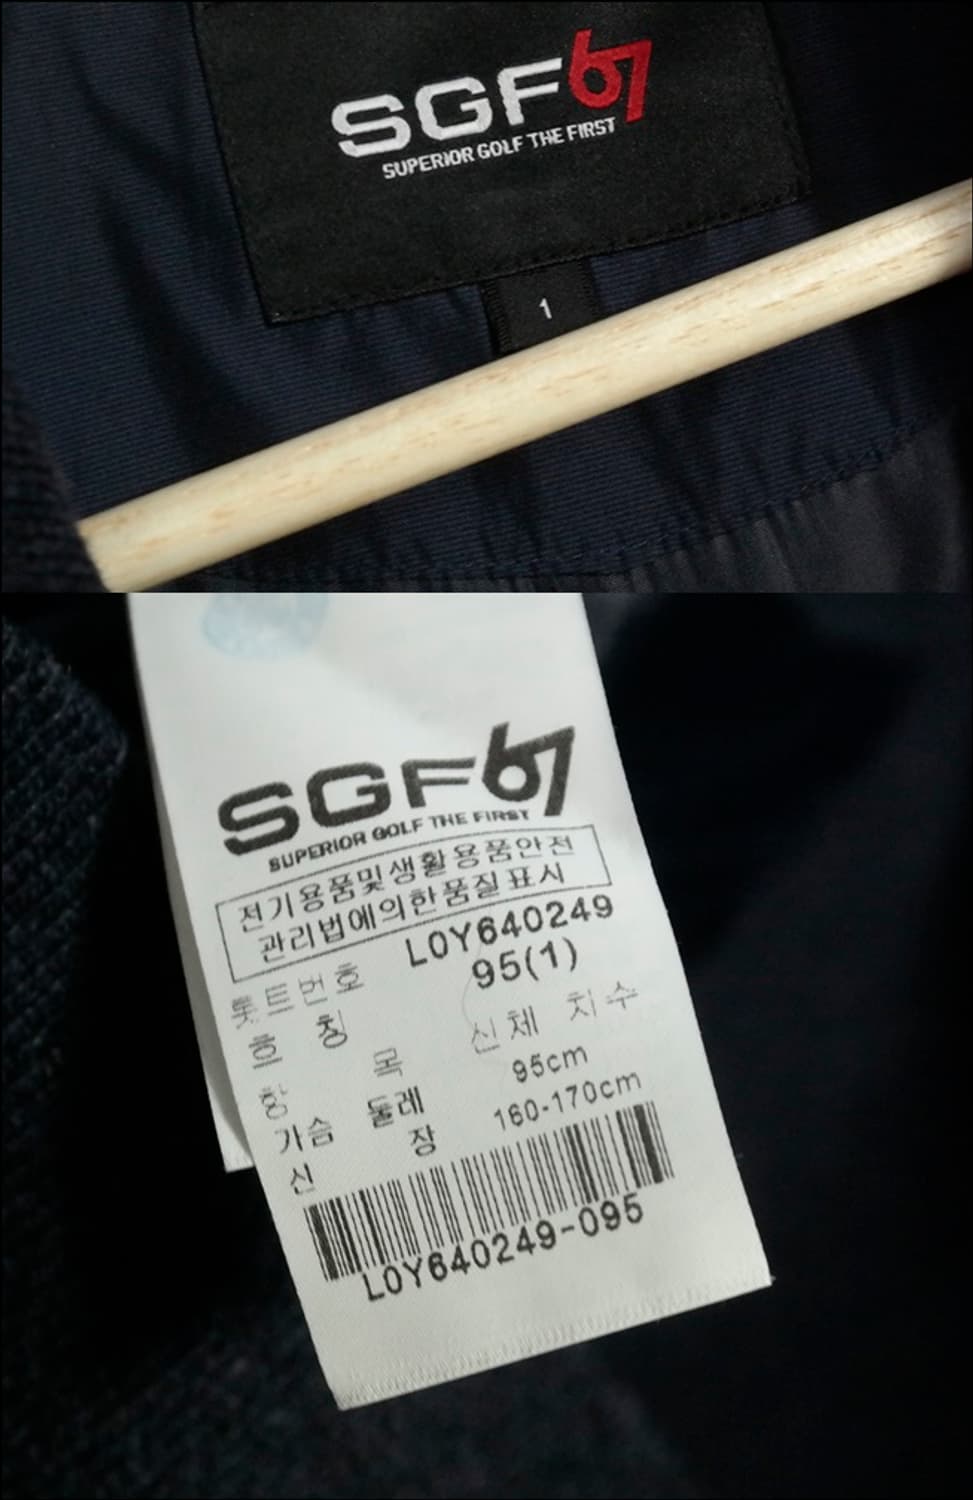 SGF67
SUPERIOR GOLF THE FIRST
1
SGF67
SUPERIOR GOLF THE FIRST
전기용품및생활용품안전
관리법에의한품질표시
롯트번호 L0Y640249
호칭 95(1)
항목 신체 치수
가슴둘레 95cm
신장 160-170cm
L0Y640249-095